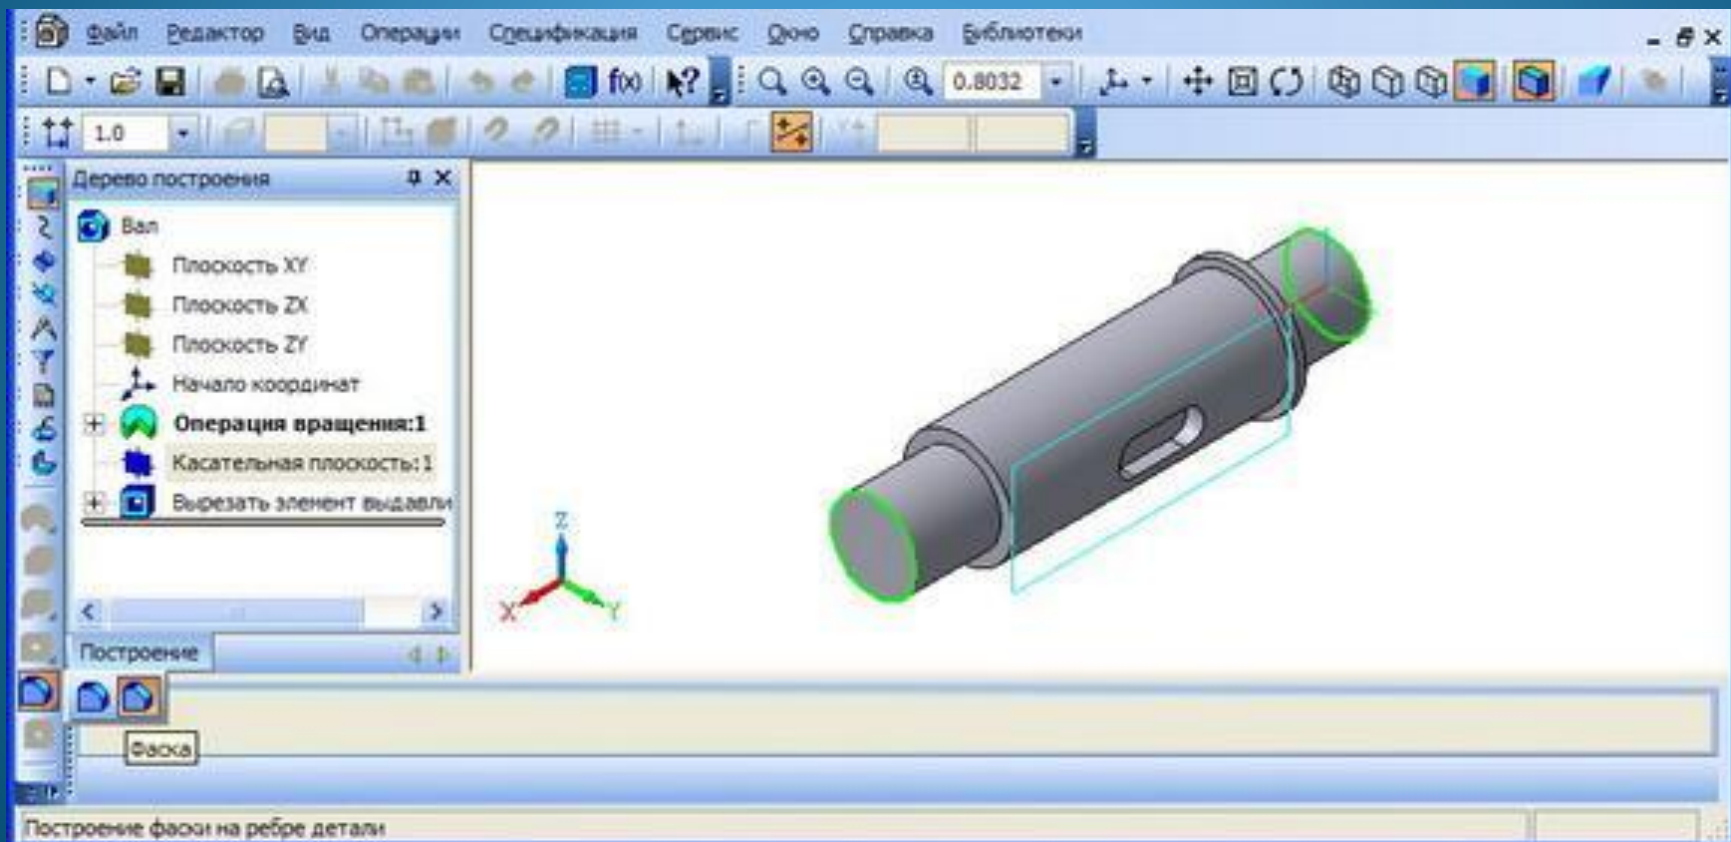 Файл Редактор Вид Операции Спецификация Сервис Окно Справка Библиотеки
f(x) 0.8032
1.0
Дерево построения
Вал
Плоскость XY
Плоскость ZX
Плоскость ZY
Начало координат
Операция вращения:1
Касательная плоскость:1
Вырезать элемент выдавли
Z
X Y
Построение
Фаска
Построение фаски на ребре детали